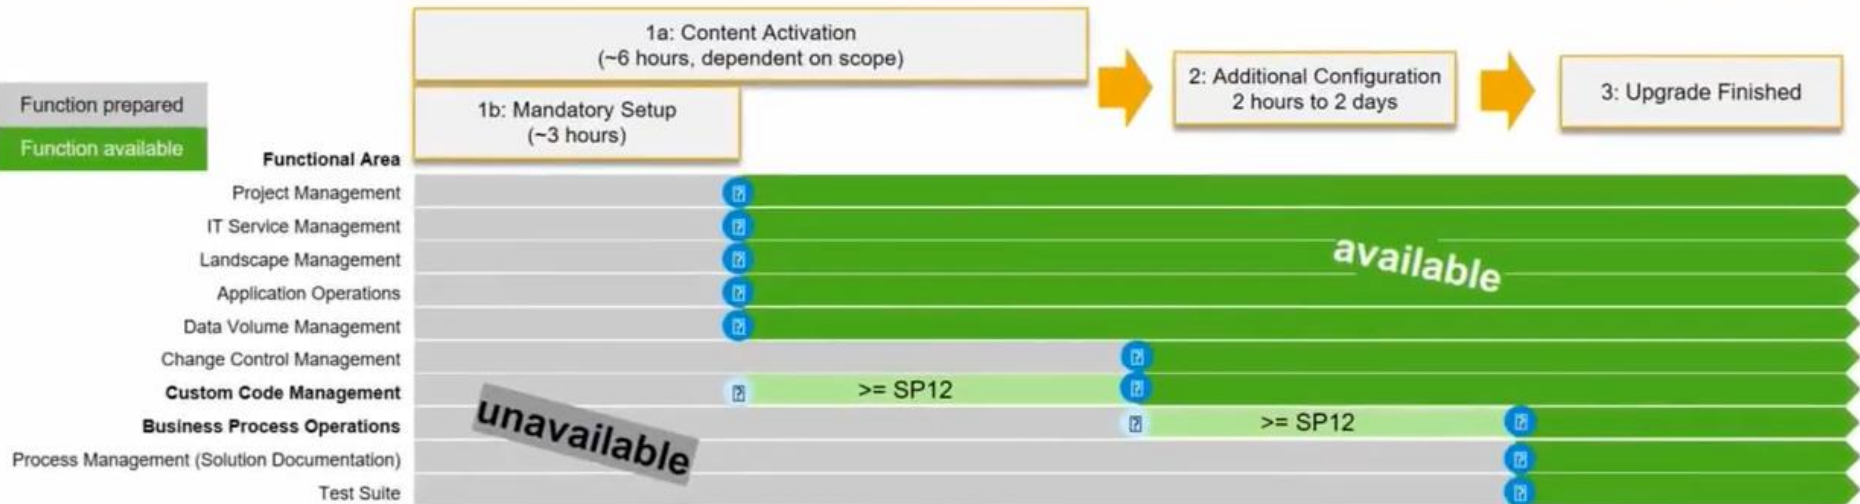 1a: Content Activation
(~6 hours, dependent on scope)
1b: Mandatory Setup
(~3 hours)
2: Additional Configuration
2 hours to 2 days
3: Upgrade Finished
Function prepared
Function available
Functional Area
Project Management
IT Service Management
Landscape Management
Application Operations
Data Volume Management
Change Control Management
Custom Code Management
>= SP12
Business Process Operations
>= SP12
Process Management (Solution Documentation)
Test Suite
available
unavailable